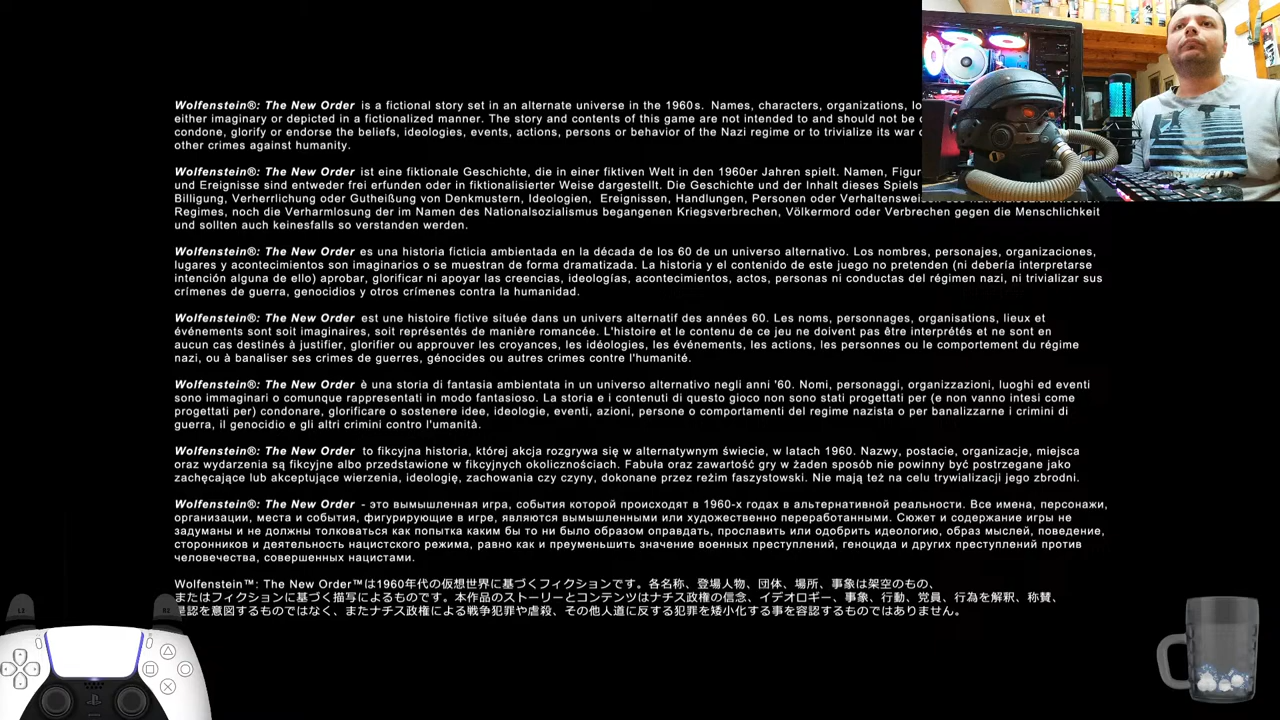 Wolfenstein®: The New Order is a fictional story set in an alternate universe in the 1960s. Names, characters, organizations,
either imaginary or depicted in a fictionalized manner. The story and contents of this game are not intended to and should not be
condone, glorify or endorse the beliefs, ideologies, events, actions, persons or behavior of the Nazi regime or to trivialize its war
other crimes against humanity.
Wolfenstein®: The New Order ist eine fiktionale Geschichte, die in einer fiktiven Welt in den 1960er Jahren spielt. Namen,
und Ereignisse sind entweder frei erfunden oder in fiktionalisierter Weise dargestellt. Die Geschichte und der Inhalt dieses Spiels
Billigung, Verherrlichung oder Gutheißung von Denkmustern, Ideologien, Ereignissen, Handlungen, Personen oder
Regimes, noch die Verharmlosung der im Namen des Nationalsozialismus begangenen Kriegsverbrechen, Völkermord oder Verbrechen gegen die Menschlichkeit
und sollten auch keinesfalls so verstanden werden.
Wolfenstein®: The New Order es una historia ficticia ambientada en la década de los 60 de un universo alternativo. Los nombres, personajes, organizaciones,
lugares y acontecimientos son imaginarios o se muestran de forma dramatizada. La historia y el contenido de este juego no pretenden (ni debería interpretarse
intención alguna de ello) aprobar, glorificar ni apoyar las creencias, ideologías, acontecimientos, actos, personas ni conductas del régimen nazi, ni trivializar sus
crímenes de guerra, genocidios y otros crímenes contra la humanidad.
Wolfenstein®: The New Order est une histoire fictive située dans un univers alternatif des années 60. Les noms, personnages, organisations, lieux et
événements sont soit imaginaires, soit représentés de manière romancée. L'histoire et le contenu de ce jeu ne doivent pas être interprétés et ne sont en
aucun cas destinés à justifier, glorifier ou approuver les croyances, les idéologies, les événements, les actions, les personnes ou le comportement du régime
nazi, ou à banaliser ses crimes de guerres, génocides ou autres crimes contre l'humanité.
Wolfenstein®: The New Order è una storia di fantasia ambientata in un universo alternativo negli anni '60. Nomi, personaggi, organizzazioni, luoghi ed eventi
sono immaginari o comunque rappresentati in modo fantasioso. La storia e i contenuti di questo gioco non sono stati progettati per (e non vanno intesi come
progettati per) condonare, glorificare o sostenere idee, ideologie, eventi, azioni, persone o comportamenti del regime nazista o per banalizzarne i crimini di
guerra, il genocidio e gli altri crimini contro l'umanità.
Wolfenstein®: The New Order to fikcyjna historia, której akcja rozgrywa się w alternatywnym świecie, w latach 1960. Nazwy, postacie, organizacje, miejsca
oraz wydarzenia są fikcyjne albo przedstawione w fikcyjnych okolicznościach. Fabuła oraz zawartość gry w żaden sposób nie powinny być postrzegane jako
zachęcające lub akceptujące wierzenia, ideologię, zachowania czy czyny, dokonane przez reżim faszystowski. Nie mają też na celu trywializacji jego zbrodni.
Wolfenstein®: The New Order - это вымышленная игра, события которой происходят в 1960-х годах в альтернативной реальности. Все имена, персонажи,
организации, места и события, фигурирующие в игре, являются вымышленными или художественно переработанными. Сюжет и содержание игры не
задуманы и не должны толковаться как попытка каким бы то ни было образом оправдать, прославить или одобрить идеологию, образ мыслей, поведение,
сторонников и деятельность нацистского режима, равно как и преуменьшить значение военных преступлений, геноцида и других преступлений против
человечества, совершенных нацистами.
Wolfenstein™: The New Order™は1960年代の仮想世界に基づくフィクションです。各名称、登場人物、団体、場所、事象は架空のもの、
またはフィクションに基づく描写によるものです。本作品のストーリーとコンテンツはナチス政権の信念、イデオロギー、事象、行動、党員、行為を解釈、称賛、
是認を意図するものではなく、またナチス政権による戦争犯罪や虐殺、その他人道に反する犯罪を矮小化する事を容認するものではありません。
L2
R2